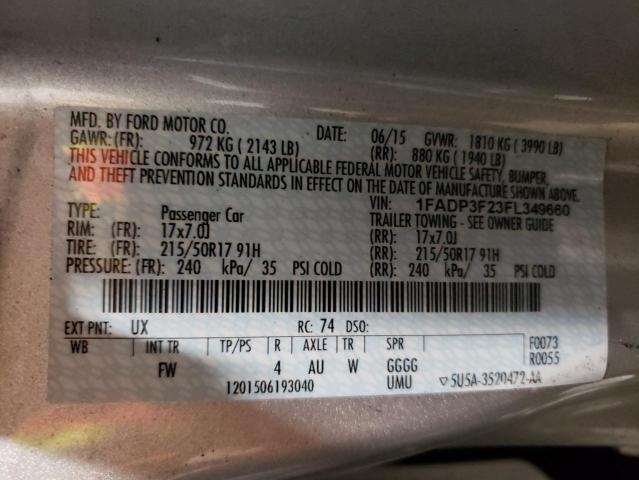 MFD. BY FORD MOTOR CO. DATE: 06/15 GVWR: 1810 KG ( 3990 LB)
GAWR: (FR): 972 KG ( 2143 LB) (RR): 880 KG ( 1940 LB)
THIS VEHICLE CONFORMS TO ALL APPLICABLE FEDERAL MOTOR VEHICLE SAFETY, BUMPER,
AND THEFT PREVENTION STANDARDS IN EFFECT ON THE DATE OF MANUFACTURE SHOWN ABOVE.
VIN: 1FADP3F23FL349660
TYPE: Passenger Car TRAILER TOWING - SEE OWNER GUIDE
RIM: (FR): 17x7.0J (RR): 17x7.0J
TIRE: (FR): 215/50R17 91H (RR): 215/50R17 91H
PRESSURE: (FR): 240 kPa/ 35 PSI COLD (RR): 240 kPa/ 35 PSI COLD
EXT PNT: UX RC: 74 DSO:
WB INT TR TP/PS R AXLE TR SPR F0073
FW 4 AU W GGGG R0055
1201506193040 UMU ▽5U5A-3520472-AA